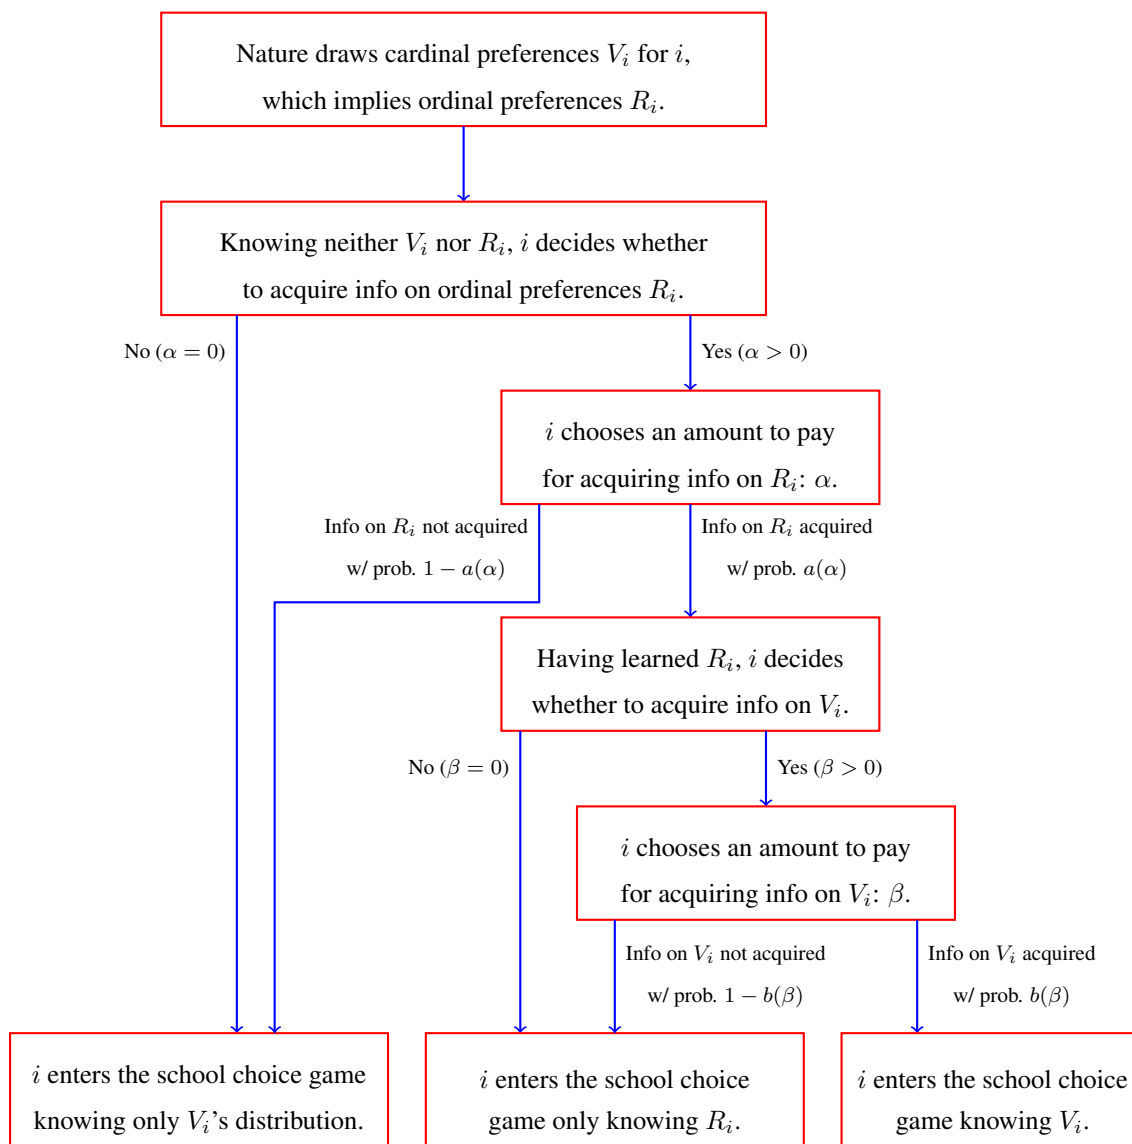 Nature draws cardinal preferences $V_i$ for $i$,
which implies ordinal preferences $R_i$.
Knowing neither $V_i$ nor $R_i$, $i$ decides whether
to acquire info on ordinal preferences $R_i$.
No ($\alpha = 0$)
Yes ($\alpha > 0$)
$i$ chooses an amount to pay
for acquiring info on $R_i$: $\alpha$.
Info on $R_i$ not acquired
w/ prob. $1 - a(\alpha)$
Info on $R_i$ acquired
w/ prob. $a(\alpha)$
Having learned $R_i$, $i$ decides
whether to acquire info on $V_i$.
No ($\beta = 0$)
Yes ($\beta > 0$)
$i$ chooses an amount to pay
for acquiring info on $V_i$: $\beta$.
Info on $V_i$ not acquired
w/ prob. $1 - b(\beta)$
Info on $V_i$ acquired
w/ prob. $b(\beta)$
$i$ enters the school choice game
knowing only $V_i$'s distribution.
$i$ enters the school choice
game only knowing $R_i$.
$i$ enters the school choice
game knowing $V_i$.